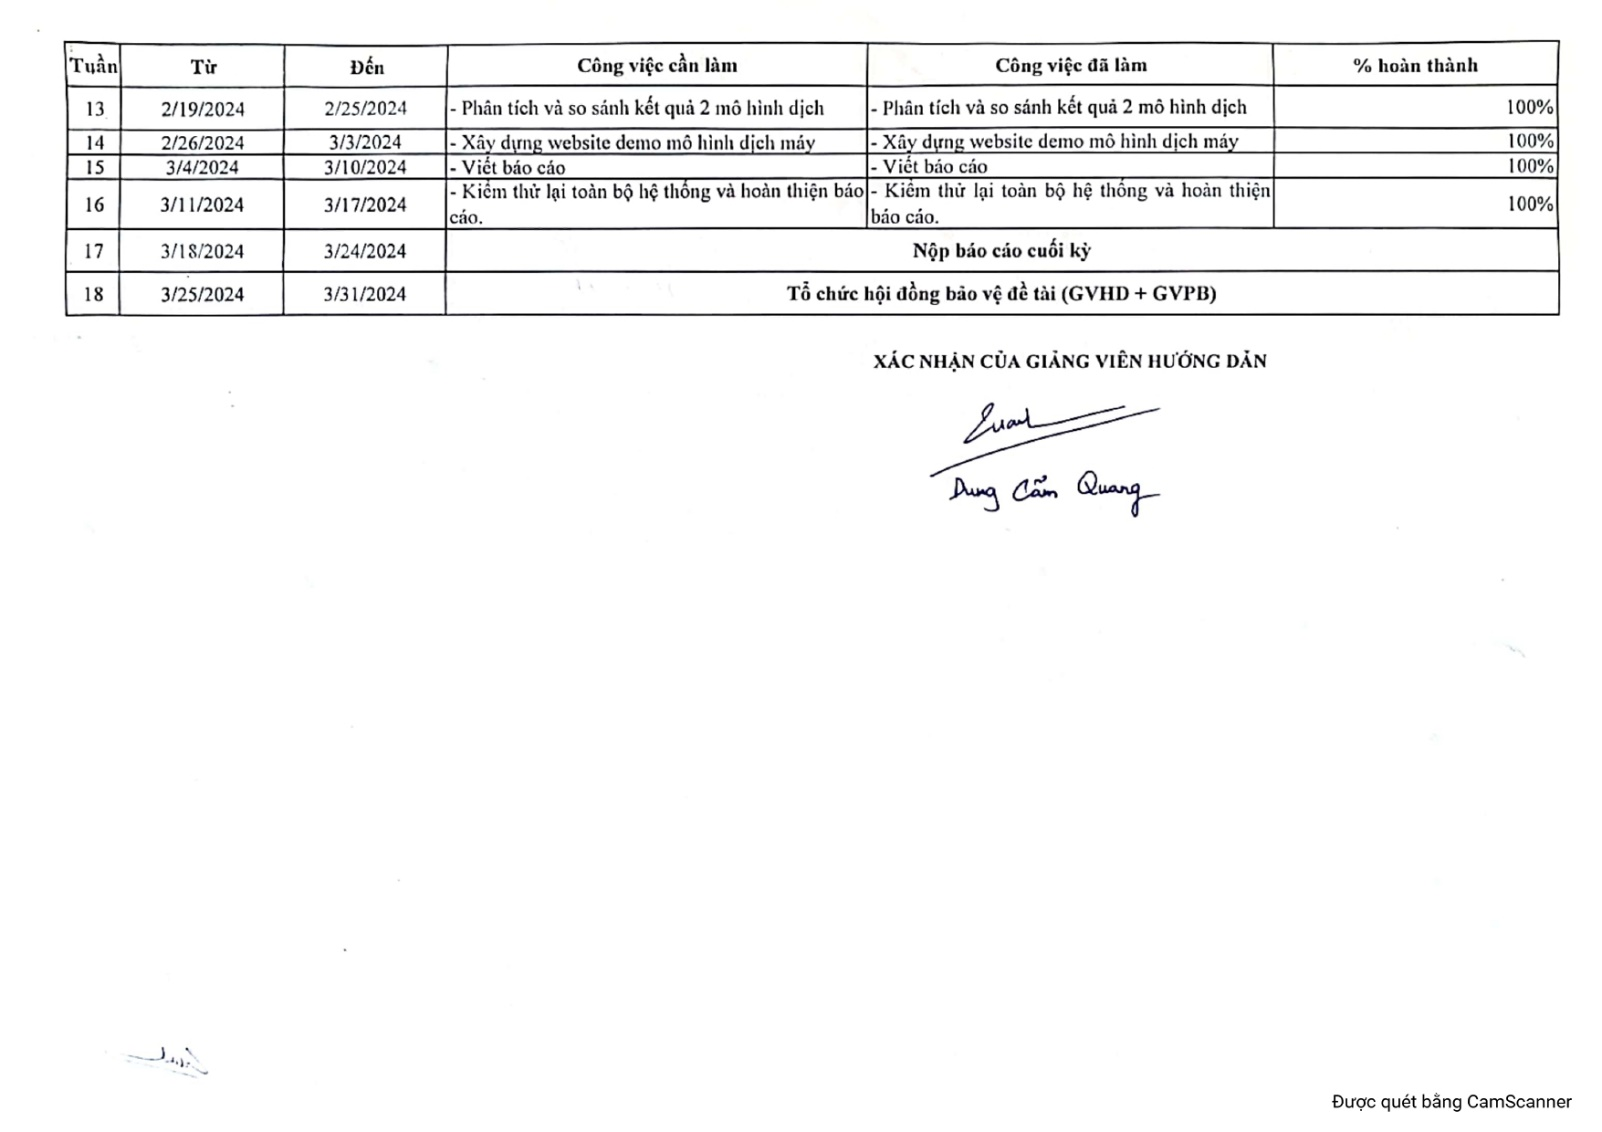 Tuần Từ Đến Công việc cần làm Công việc đã làm % hoàn thành
13 2/19/2024 2/25/2024 - Phân tích và so sánh kết quả 2 mô hình dịch - Phân tích và so sánh kết quả 2 mô hình dịch 100%
14 2/26/2024 3/3/2024 - Xây dựng website demo mô hình dịch máy - Xây dựng website demo mô hình dịch máy 100%
15 3/4/2024 3/10/2024 - Viết báo cáo - Viết báo cáo 100%
16 3/11/2024 3/17/2024 - Kiểm thử lại toàn bộ hệ thống và hoàn thiện báo cáo. - Kiểm thử lại toàn bộ hệ thống và hoàn thiện báo cáo. 100%
17 3/18/2024 3/24/2024 Nộp báo cáo cuối kỳ
18 3/25/2024 3/31/2024 Tổ chức hội đồng bảo vệ đề tài (GVHD + GVPB)
XÁC NHẬN CỦA GIẢNG VIÊN HƯỚNG DẪN
Dung Cẩm Quang
Được quét bằng CamScanner